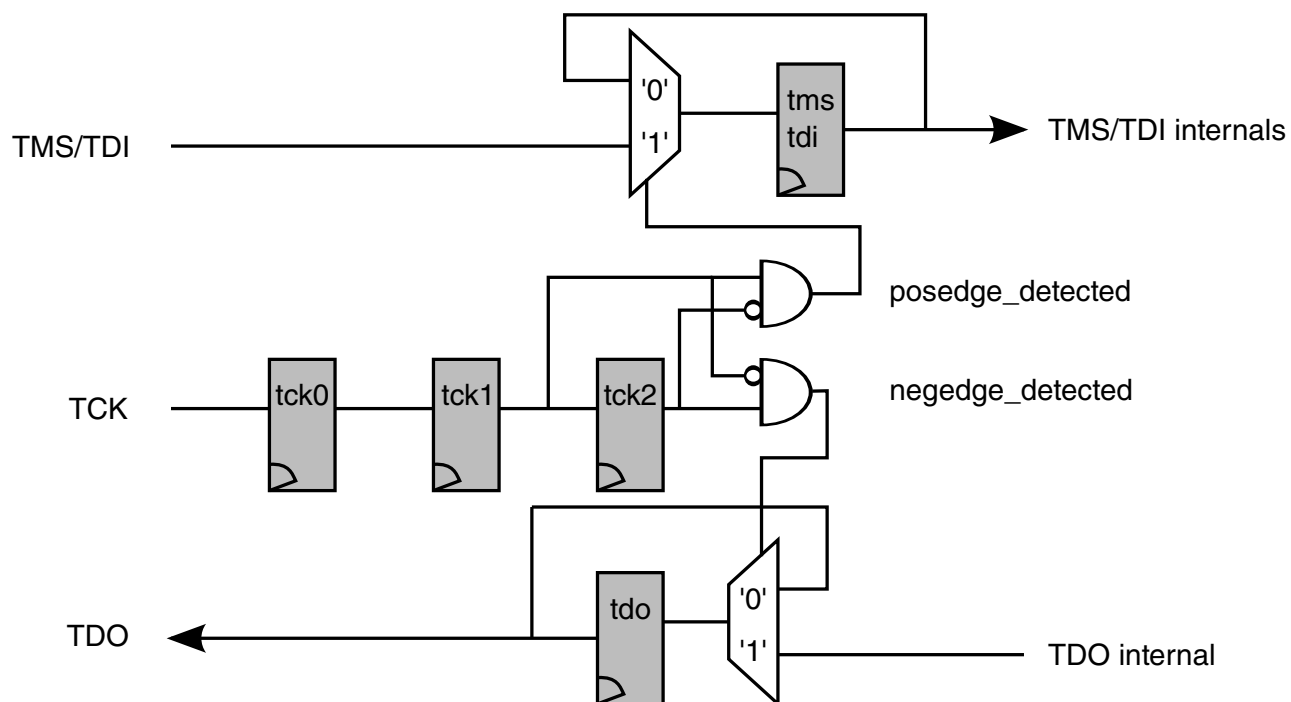 '0'
tms
TMS/TDI
'1'
tdi
TMS/TDI internals
posedge_detected
TCK
tck0
tck1
tck2
negedge_detected
'0'
tdo
TDO
'1'
TDO internal